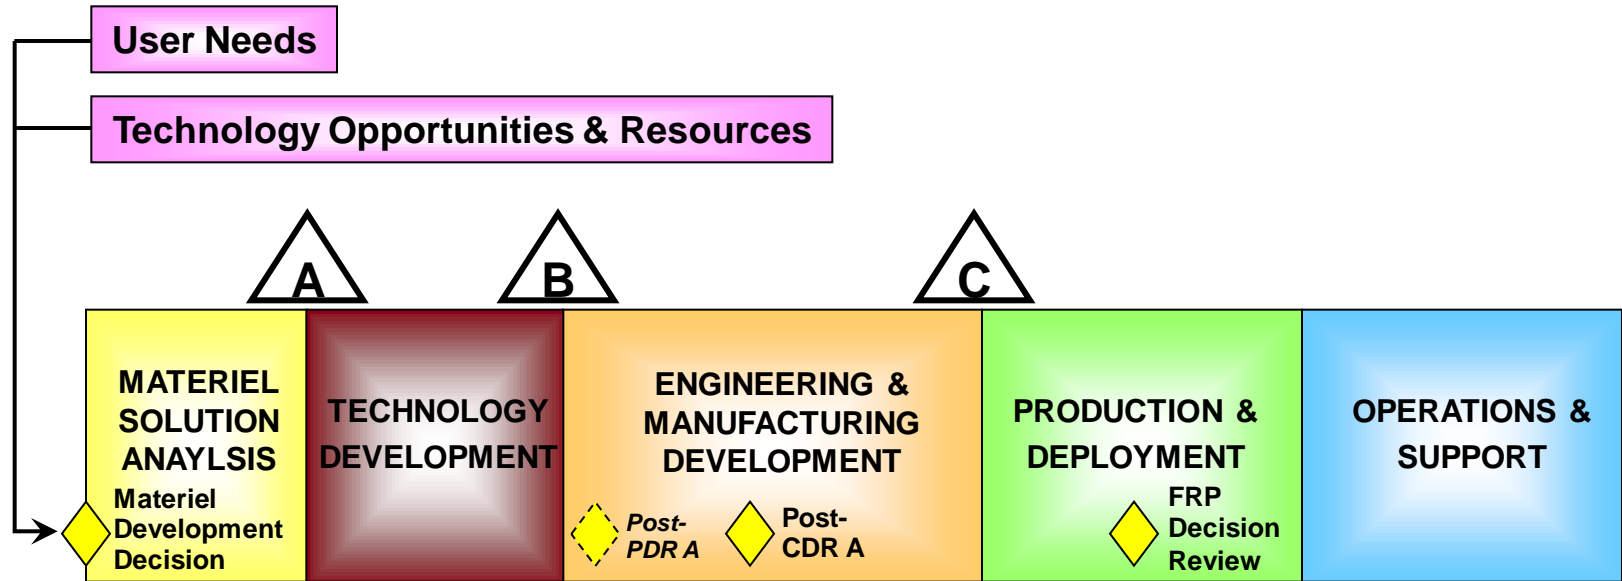 User Needs
Technology Opportunities & Resources
A
B
C
MATERIEL
SOLUTION
ANAYLSIS
Materiel
Development
Decision
TECHNOLOGY
DEVELOPMENT
ENGINEERING &
MANUFACTURING
DEVELOPMENT
Post-
PDR A
Post-
CDR A
PRODUCTION &
DEPLOYMENT
FRP
Decision
Review
OPERATIONS &
SUPPORT